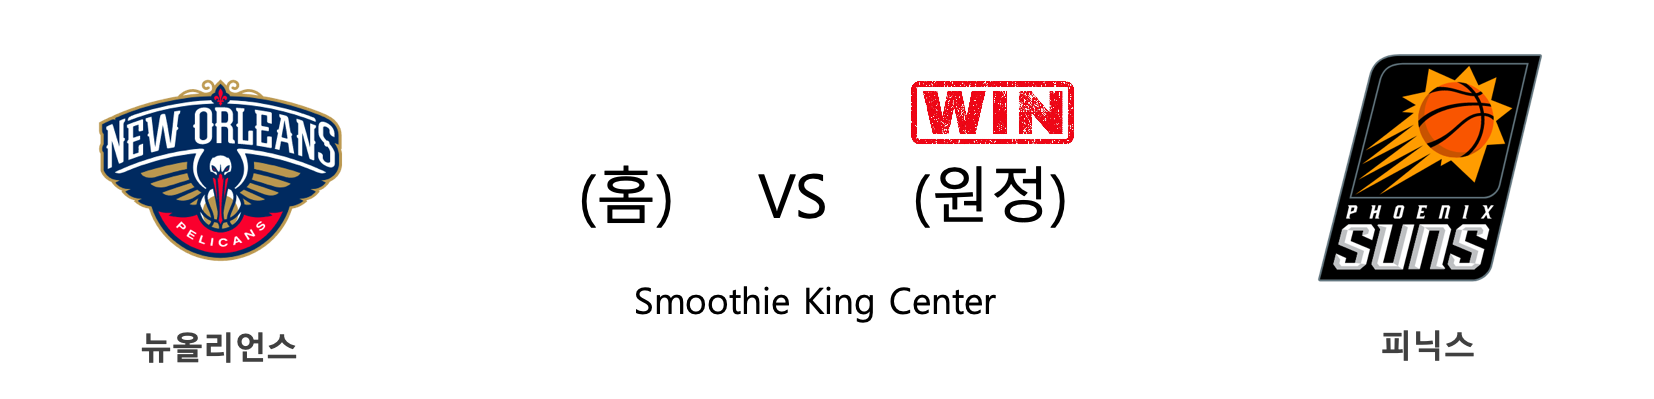 NEW ORLEANS
PELICANS
뉴올리언스
WIN
(홈) VS (원정)
Smoothie King Center
PHOENIX
SUNS
피닉스